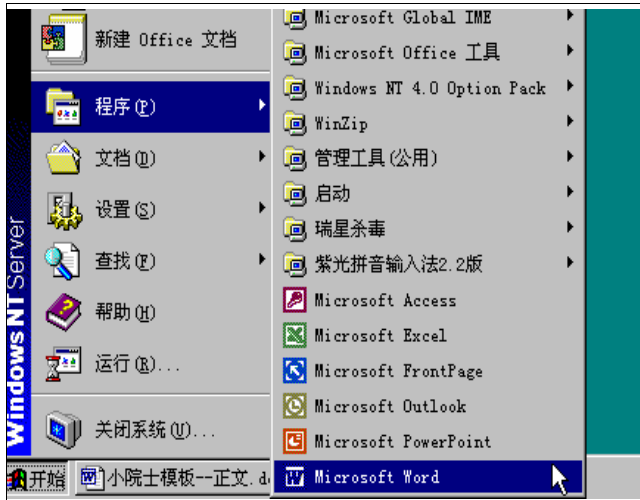 新建 Office 文档
程序(P)
文档(D)
设置(S)
查找(F)
帮助(H)
运行(R)...
关闭系统(U)...
Windows NT Server
Microsoft Global IME
Microsoft Office 工具
Windows NT 4.0 Option Pack
WinZip
管理工具(公用)
启动
瑞星杀毒
紫光拼音输入法2.2版
Microsoft Access
Microsoft Excel
Microsoft FrontPage
Microsoft Outlook
Microsoft PowerPoint
Microsoft Word
开始
小院士模板--正文.d